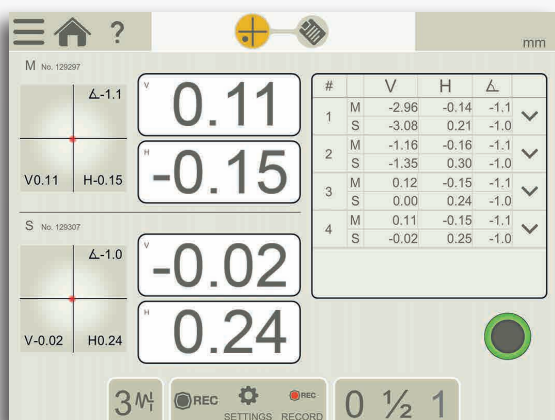 ?
mm
M No. 129297
∡-1.1
V0.11 H-0.15
V 0.11
H -0.15
S No. 129307
∡-1.0
V-0.02 H0.24
V -0.02
H 0.24
# V H ∡
1 M -2.96 -0.14 -1.1
S -3.08 0.21 -1.0
2 M -1.16 -0.16 -1.1
S -1.35 0.30 -1.0
3 M 0.12 -0.15 -1.1
S 0.00 0.24 -1.0
4 M 0.11 -0.15 -1.1
S -0.02 0.25 -1.0
3
REC
SETTINGS
REC
RECORD
0 ½ 1